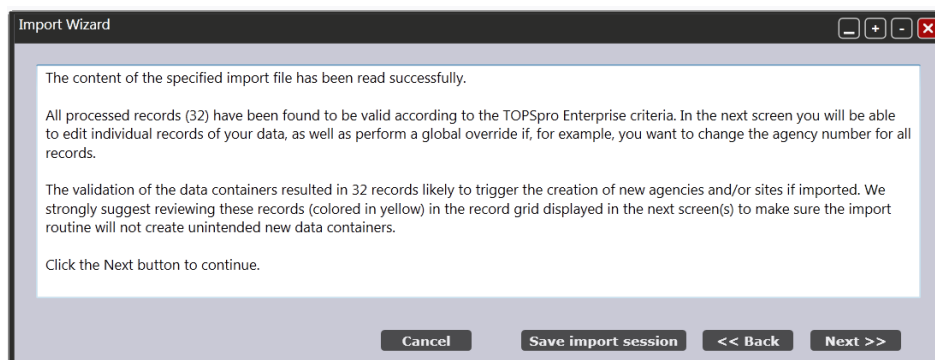 Import Wizard
The content of the specified import file has been read successfully.
All processed records (32) have been found to be valid according to the TOPSpro Enterprise criteria. In the next screen you will be able
to edit individual records of your data, as well as perform a global override if, for example, you want to change the agency number for all
records.
The validation of the data containers resulted in 32 records likely to trigger the creation of new agencies and/or sites if imported. We
strongly suggest reviewing these records (colored in yellow) in the record grid displayed in the next screen(s) to make sure the import
routine will not create unintended new data containers.
Click the Next button to continue.
Cancel Save import session << Back Next >>